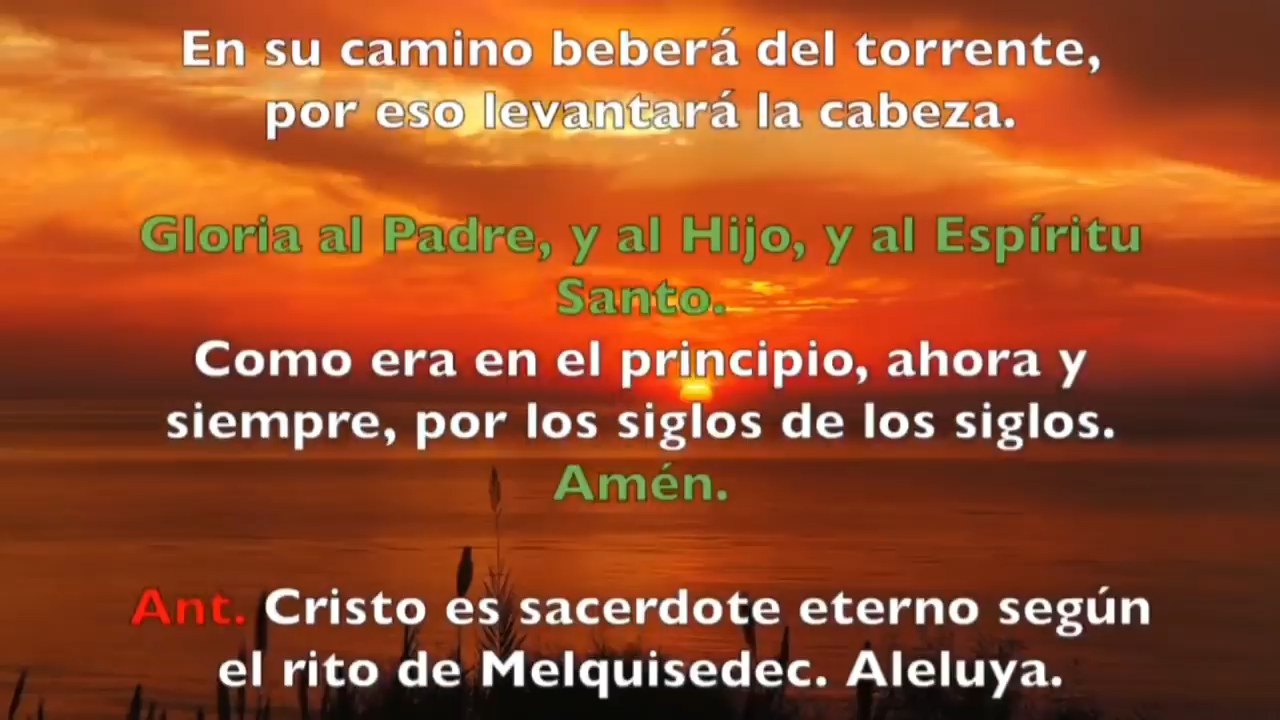 En su camino beberá del torrente,
por eso levantará la cabeza.
Gloria al Padre, y al Hijo, y al Espíritu
Santo.
Como era en el principio, ahora y
siempre, por los siglos de los siglos.
Amén.
Ant. Cristo es sacerdote eterno según
el rito de Melquisedec. Aleluya.